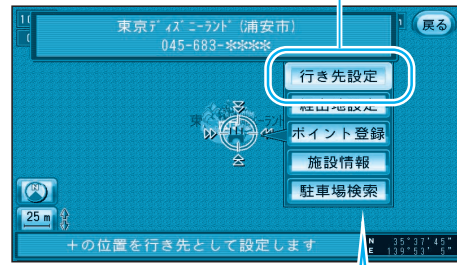 東京ディズニーランド (浦安市)
045-683-****
戻る
行き先設定
経由地設定
ポイント登録
施設情報
駐車場検索
25 m
+の位置を行き先として設定します
N 35°37'45"
E 139°53' 5"